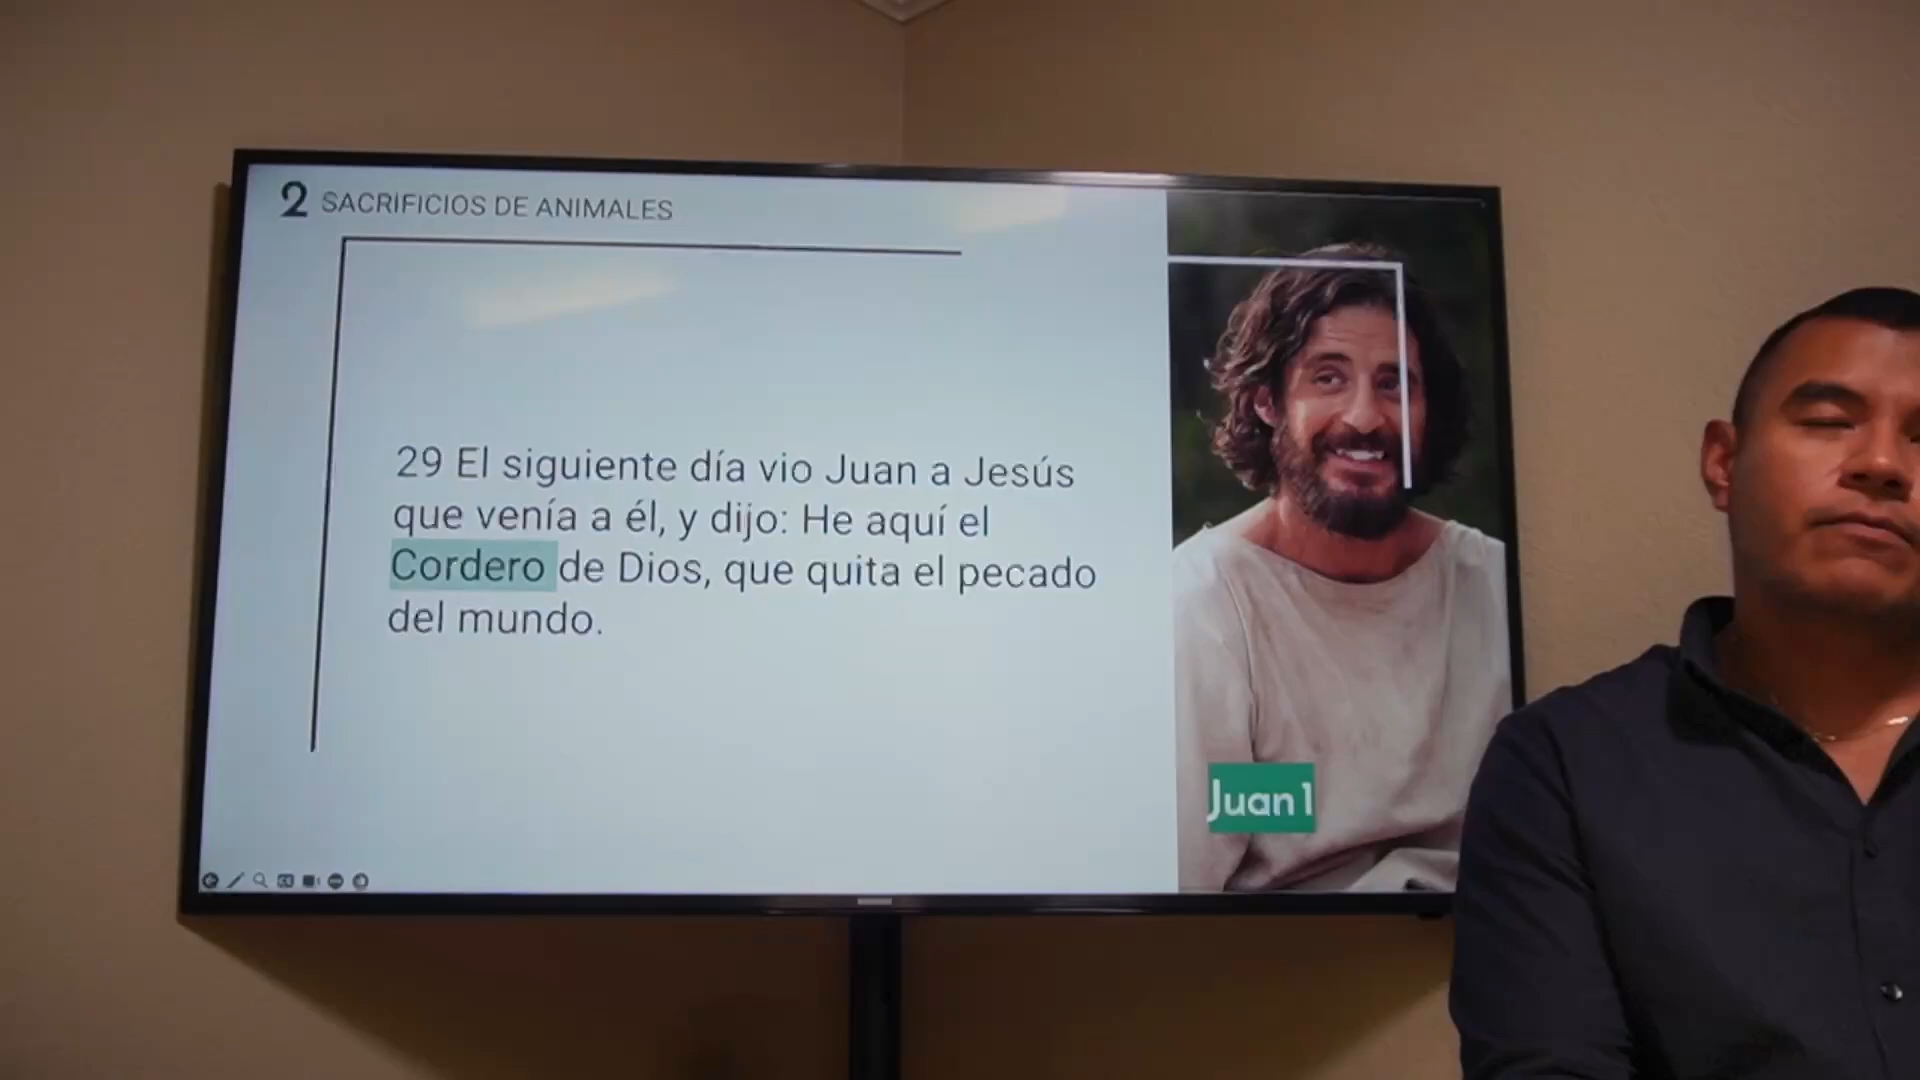 2 SACRIFICIOS DE ANIMALES
29 El siguiente día vio Juan a Jesús
que venía a él, y dijo: He aquí el
Cordero de Dios, que quita el pecado
del mundo.
Juan 1